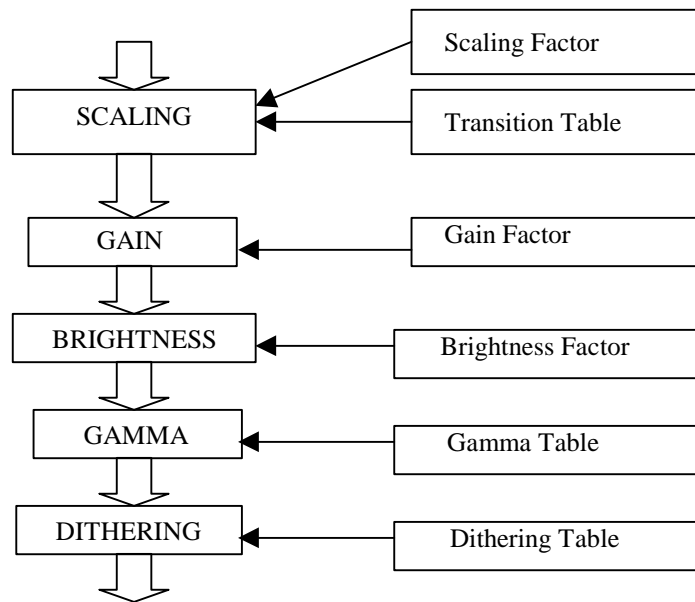 Scaling Factor
SCALING
Transition Table
GAIN
Gain Factor
BRIGHTNESS
Brightness Factor
GAMMA
Gamma Table
DITHERING
Dithering Table